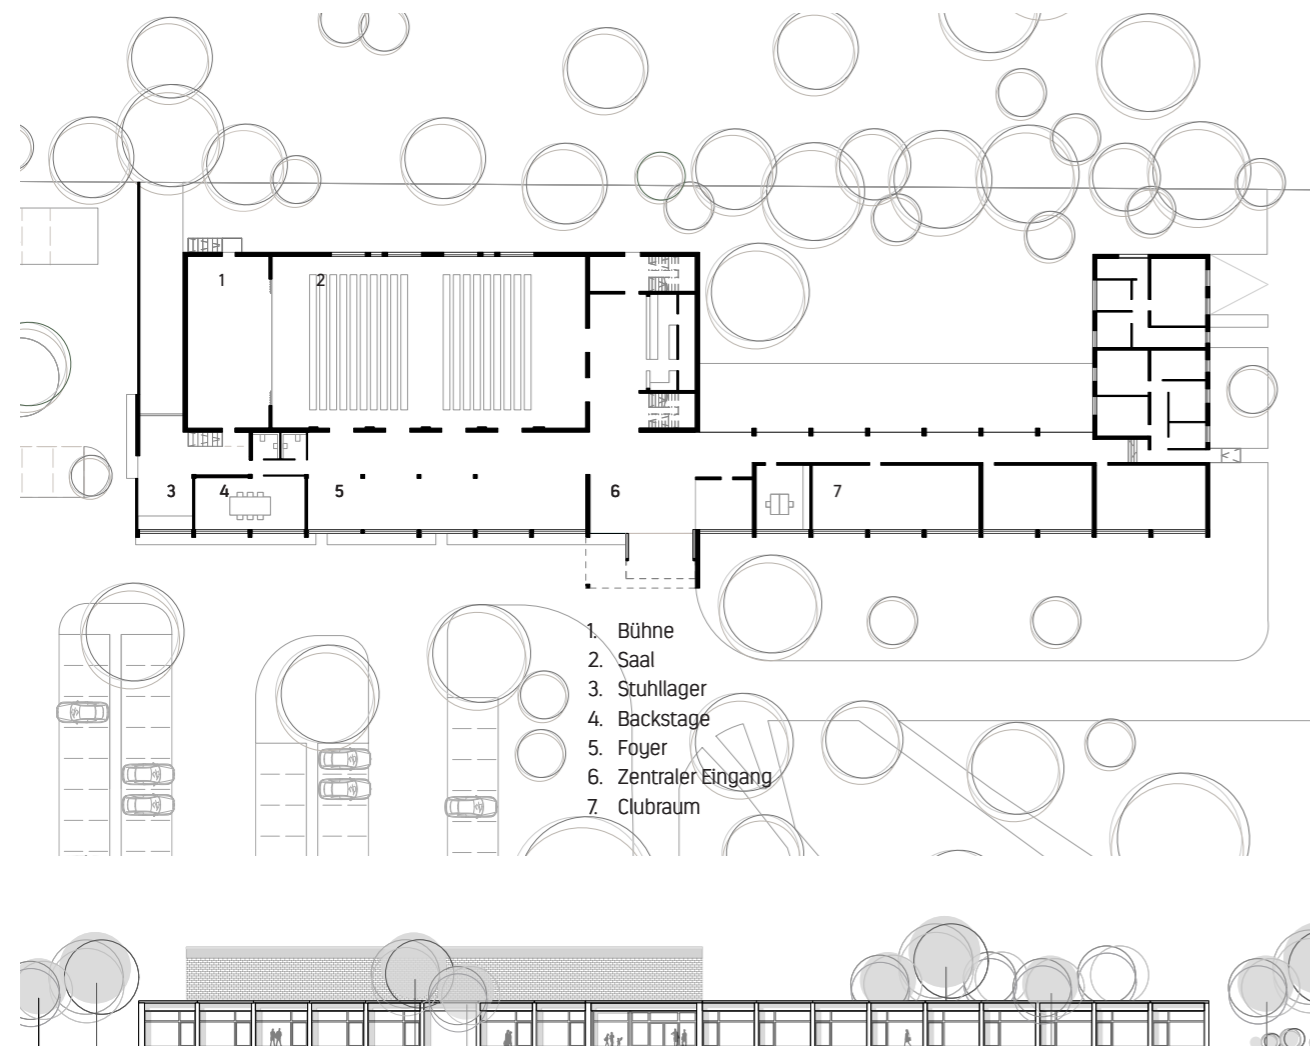 1
2
3
4
5
6
7
1. Bühne
2. Saal
3. Stuhllager
4. Backstage
5. Foyer
6. Zentraler Eingang
7. Clubraum